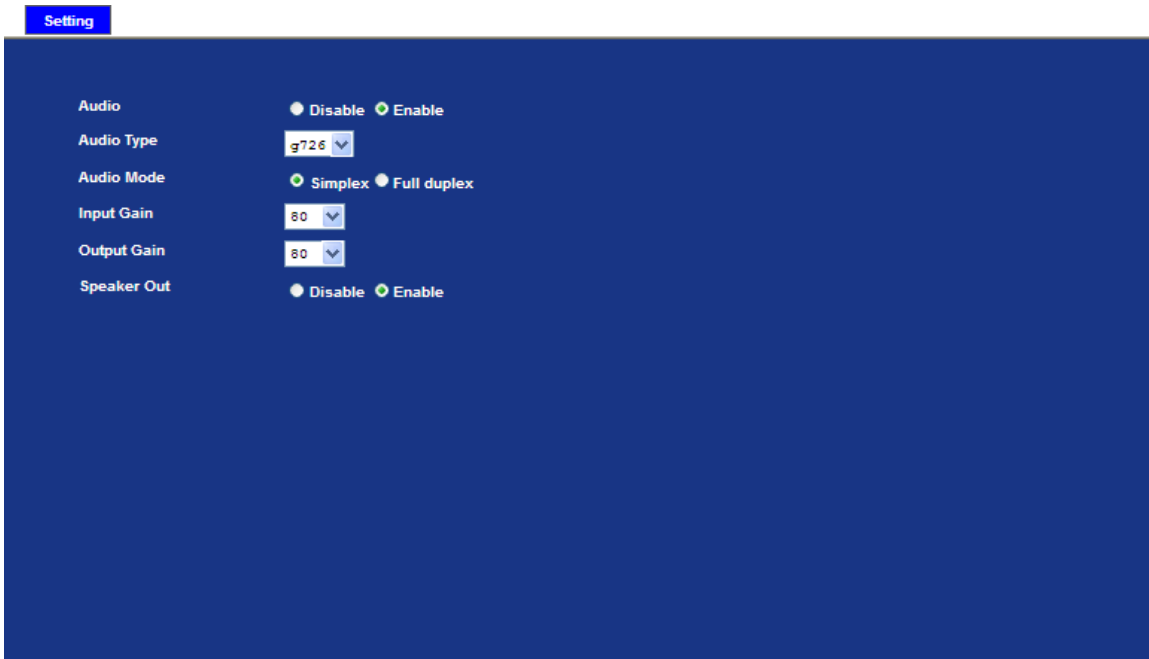 Setting
Audio Disable Enable
Audio Type g726
Audio Mode Simplex Full duplex
Input Gain 80
Output Gain 80
Speaker Out Disable Enable